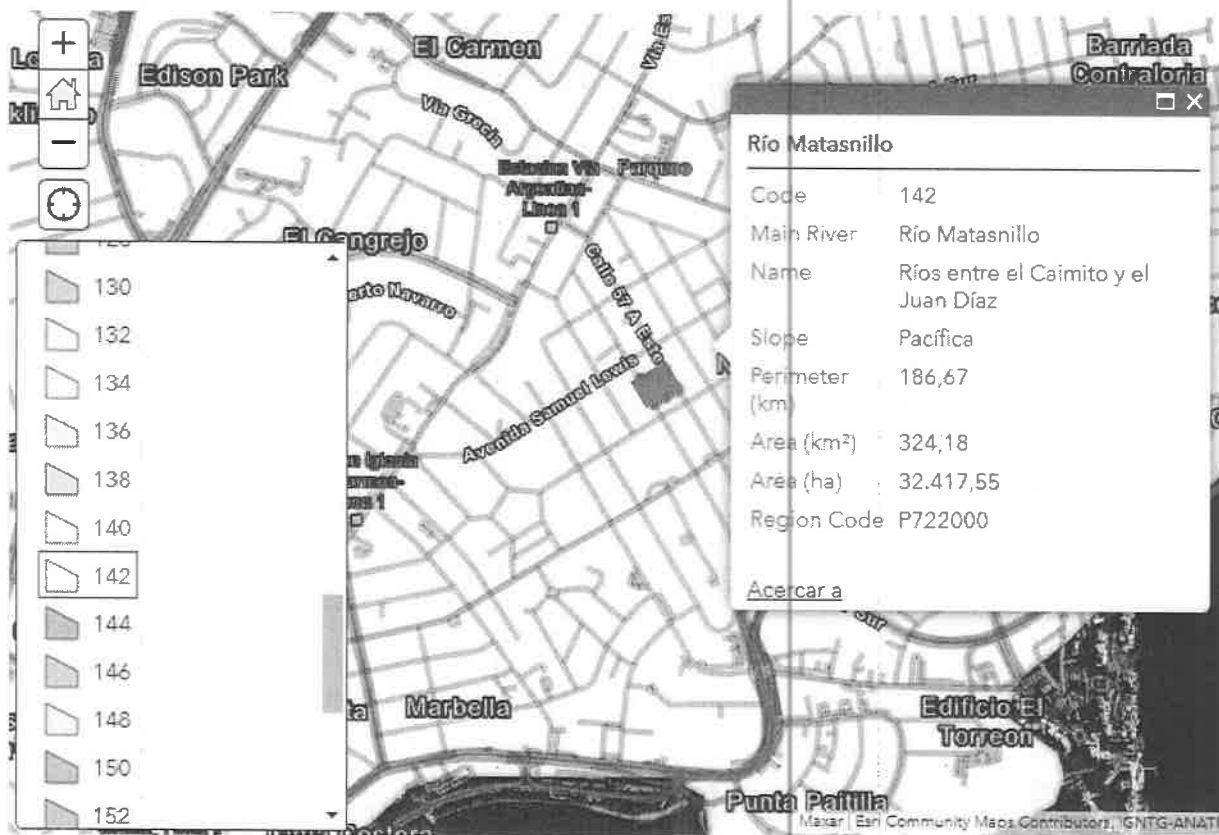 +
−
El Carmen
Edison Park
Via Grecia
Barriada
Contraloria
Estacion Via
Argentina-
Linea 1
Parqueo
El Cangrejo
Calle 57 A Este
Avenida Samuel Lewis
Marbella
Edificio El
Torreon
Punta Paitilla
130
132
134
136
138
140
142
144
146
148
150
152
Río Matasnillo
Code 142
Main River Río Matasnillo
Name Ríos entre el Caimito y el
Juan Díaz
Slope Pacífica
Perimeter 186,67
(km)
Area (km²) 324,18
Area (ha) 32.417,55
Region Code P722000
Acercar a
Sur
Maxar | Esri Community Maps Contributors, IGNTG-ANATI